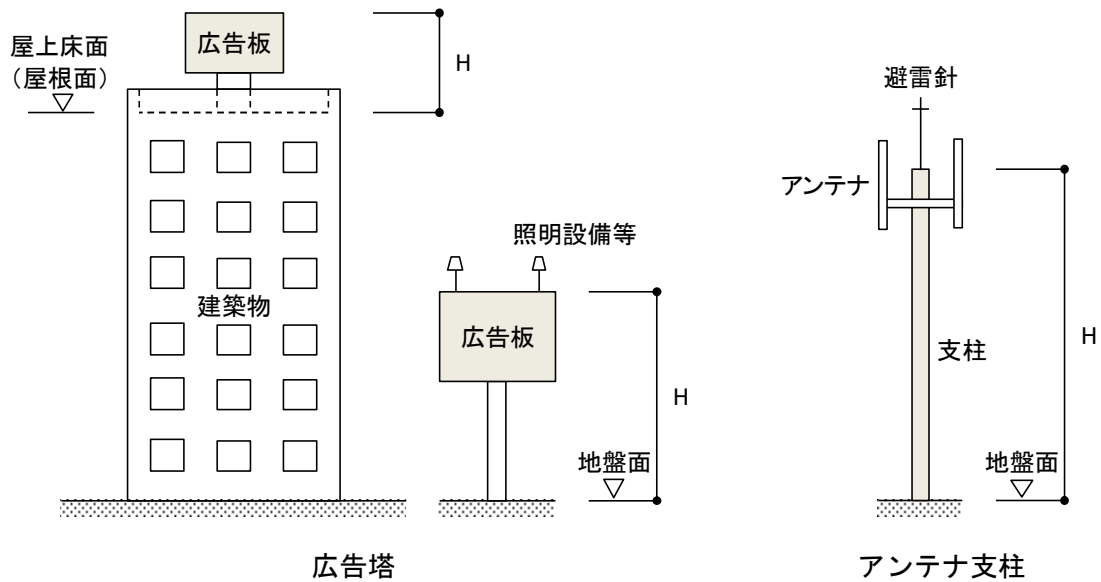 屋上床面
（屋根面）
広告板
H
建築物
照明設備等
広告板
H
地盤面
広告塔
避雷針
アンテナ
支柱
H
地盤面
アンテナ支柱